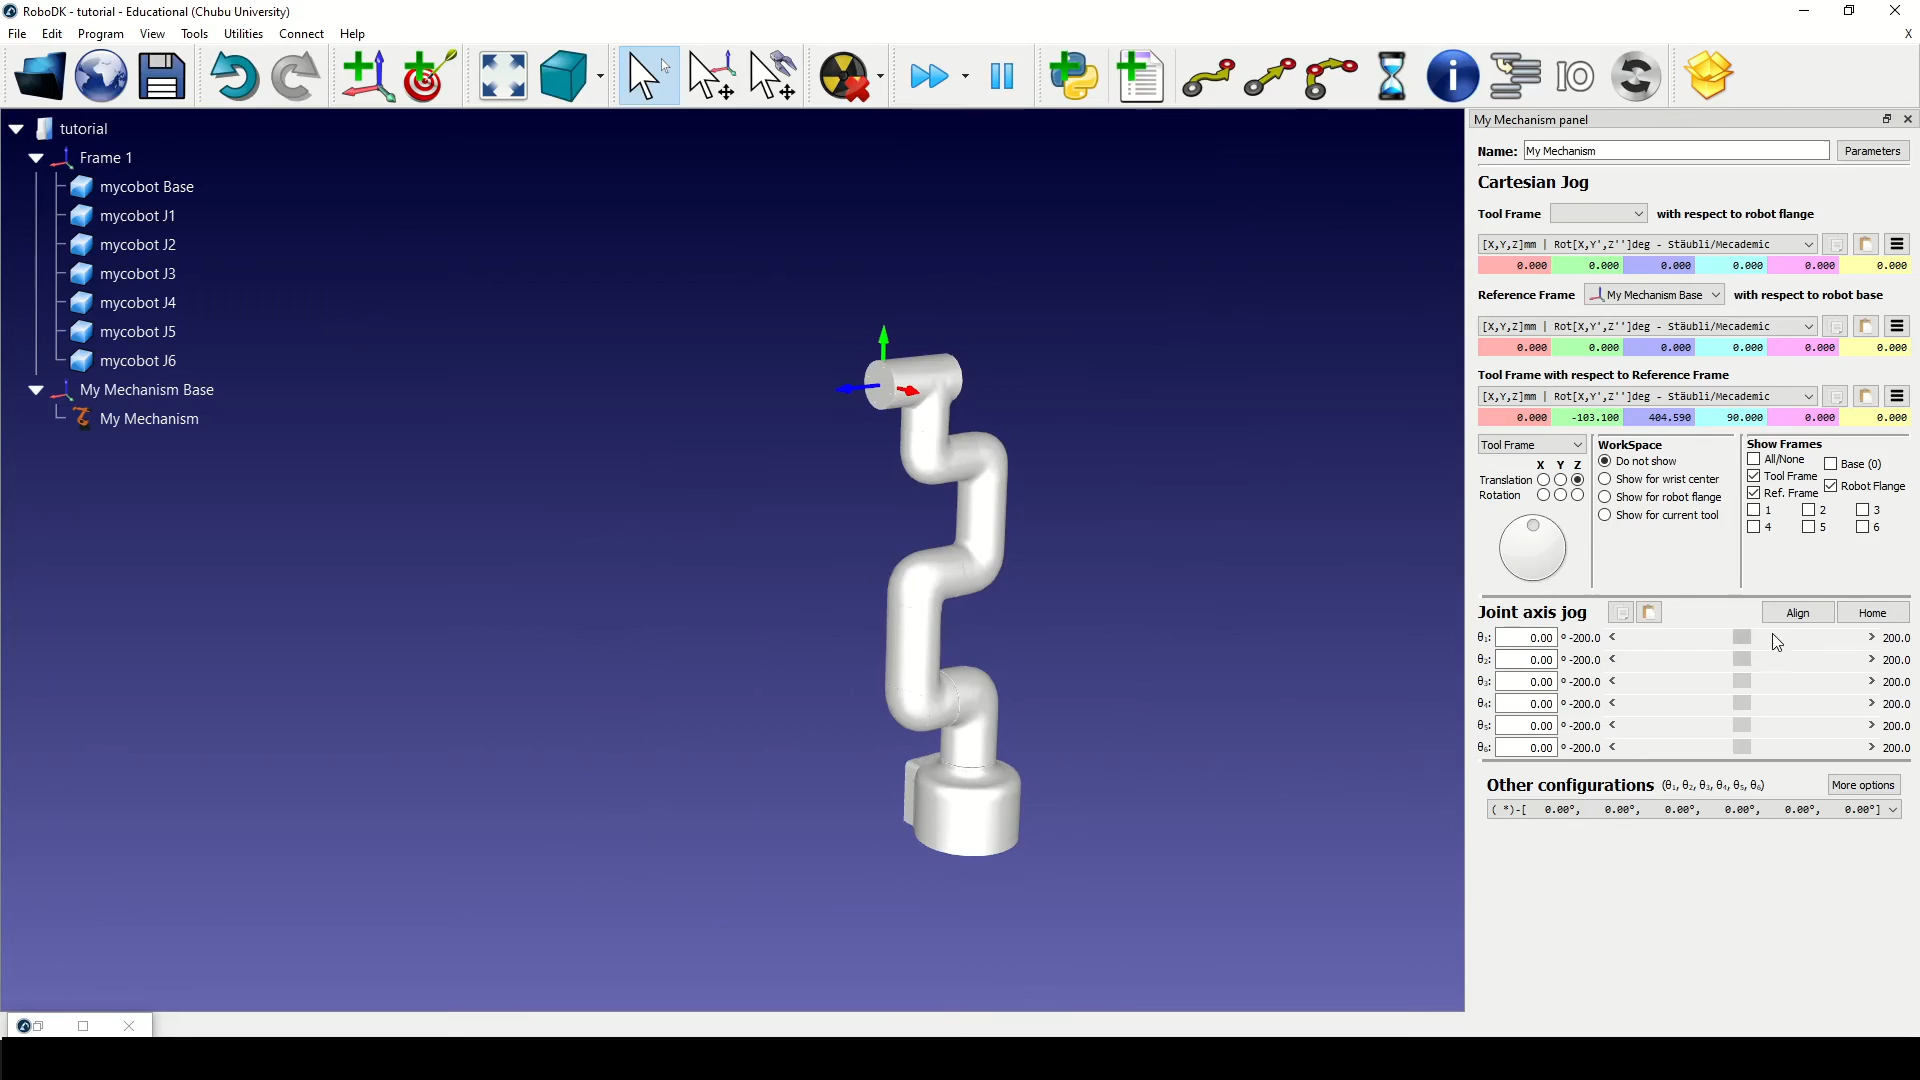 RoboDK - tutorial - Educational (Chubu University)
File Edit Program View Tools Utilities Connect Help X
IO
tutorial
Frame 1
mycobot Base
mycobot J1
mycobot J2
mycobot J3
mycobot J4
mycobot J5
mycobot J6
My Mechanism Base
My Mechanism
My Mechanism panel
Name: My Mechanism Parameters
Cartesian Jog
Tool Frame with respect to robot flange
[X,Y,Z]mm | Rot[X,Y',Z'']deg - Stäubli/Mecademic
0.000 0.000 0.000 0.000 0.000 0.000
Reference Frame My Mechanism Base with respect to robot base
[X,Y,Z]mm | Rot[X,Y',Z'']deg - Stäubli/Mecademic
0.000 0.000 0.000 0.000 0.000 0.000
Tool Frame with respect to Reference Frame
[X,Y,Z]mm | Rot[X,Y',Z'']deg - Stäubli/Mecademic
0.000 -103.100 404.590 90.000 0.000 0.000
Tool Frame
X Y Z
Translation
Rotation
WorkSpace
Do not show
Show for wrist center
Show for robot flange
Show for current tool
Show Frames
All/None Base (0)
Tool Frame
Ref. Frame Robot Flange
1 2 3
4 5 6
Joint axis jog Align Home
θ₁: 0.00 º -200.0 < > 200.0
θ₂: 0.00 º -200.0 < > 200.0
θ₃: 0.00 º -200.0 < > 200.0
θ₄: 0.00 º -200.0 < > 200.0
θ₅: 0.00 º -200.0 < > 200.0
θ₆: 0.00 º -200.0 < > 200.0
Other configurations (θ₁, θ₂, θ₃, θ₄, θ₅, θ₆) More options
( *)-[ 0.00°, 0.00°, 0.00°, 0.00°, 0.00°, 0.00°]